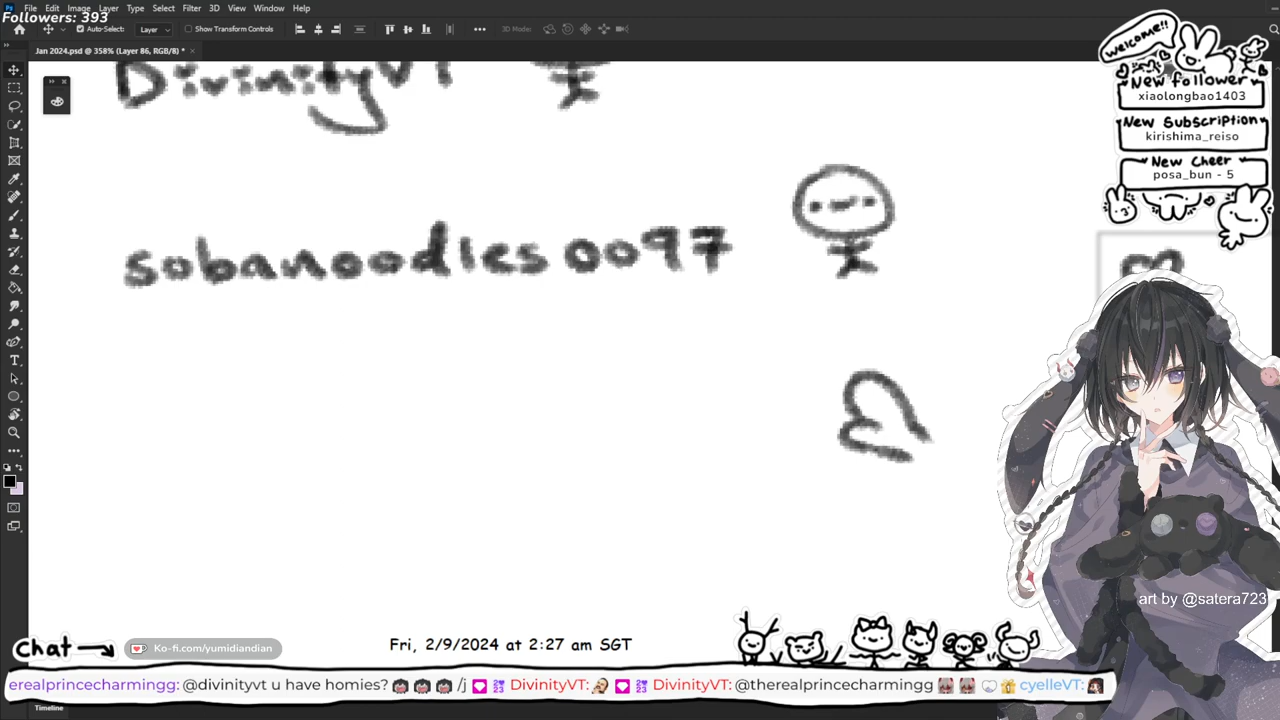 File Edit Image Layer Type Select Filter 3D View Window Help
Followers: 393
Auto-Select: Layer Show Transform Controls ••• 3D Mode:
Jan 2024.psd @ 358% (Layer 86, RGB/8) * ×
DivinityVT
sobanoodles0097
welcome!!
New follower
xiaolongbao1403
New Subscription
kirishima_reiso
New Cheer
posa_bun - 5
art by @satera723
chat → Ko-fi.com/yumidiandian
Fri, 2/9/2024 at 2:27 am SGT
erealprincecharmingg: @divinityvt u have homies? DivinityVT: DivinityVT: @therealprincecharmingg cyelleVT:
Timeline